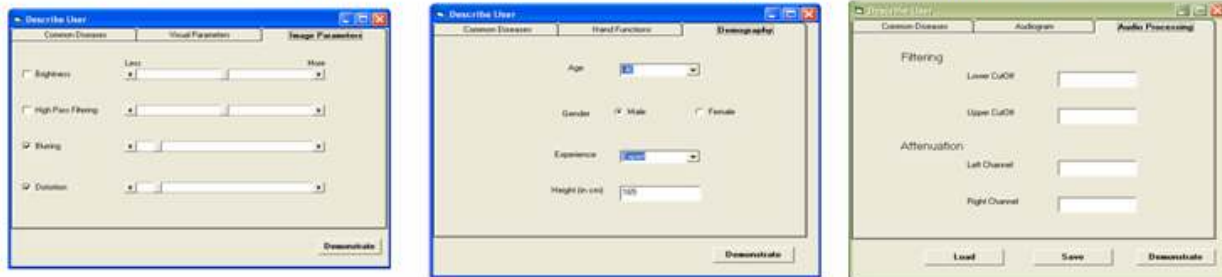 Describe User
Common Diseases Visual Parameters Image Parameters
Less More
Brightness
High Pass Filtering
Bluring
Distortion
Demonstrate
Describe User
Common Diseases Hand Functions Demography
Age
Gender Male Female
Experience Expert
Height (in cm) 169
Demonstrate
Describe User
Common Diseases Audiogram Audio Processing
Filtering
Lower CutOff
Upper CutOff
Attenuation
Left Channel
Right Channel
Load Save Demonstrate